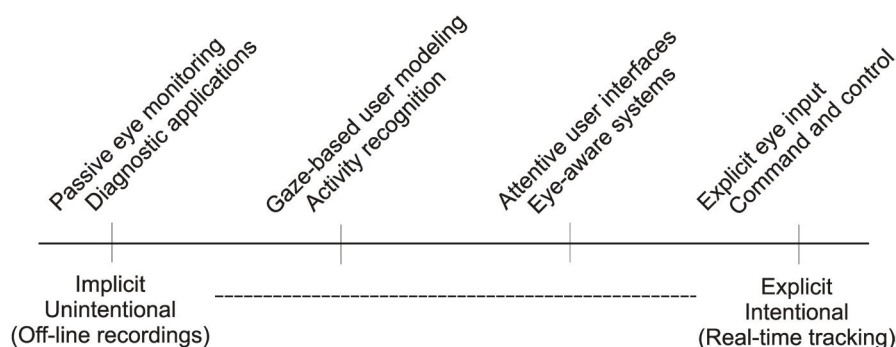 Passive eye monitoring
Diagnostic applications
Gaze-based user modeling
Activity recognition
Attentive user interfaces
Eye-aware systems
Explicit eye input
Command and control
Implicit
Unintentional
(Off-line recordings)
Explicit
Intentional
(Real-time tracking)